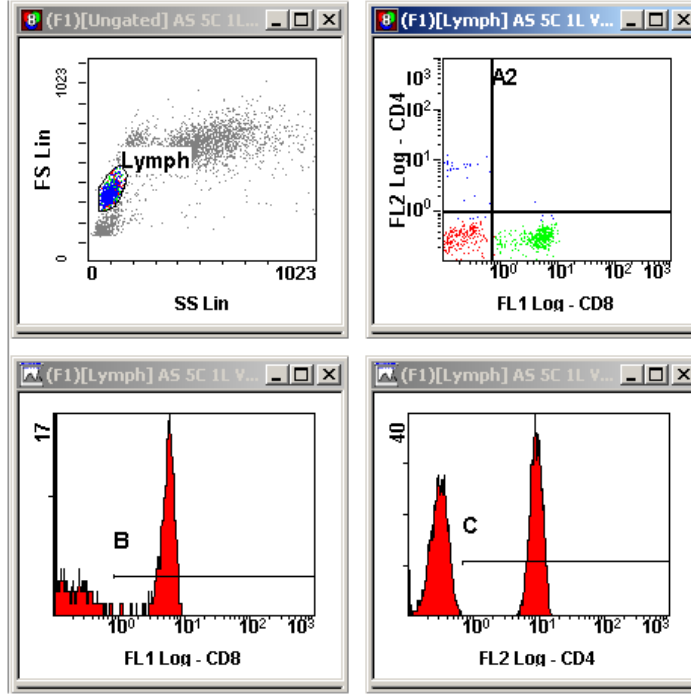 (F1)[Ungated] AS 5C 1L...
1023
FS Lin
0
Lymph
0
1023
SS Lin
(F1)[Lymph] AS 5C 1L V...
10³
10²
10¹
10⁰
FL2 Log - CD4
A2
10⁰ 10¹ 10² 10³
FL1 Log - CD8
(F1)[Lymph] AS 5C 1L V...
17
B
10⁰ 10¹ 10² 10³
FL1 Log - CD8
(F1)[Lymph] AS 5C 1L V...
40
C
10⁰ 10¹ 10² 10³
FL2 Log - CD4